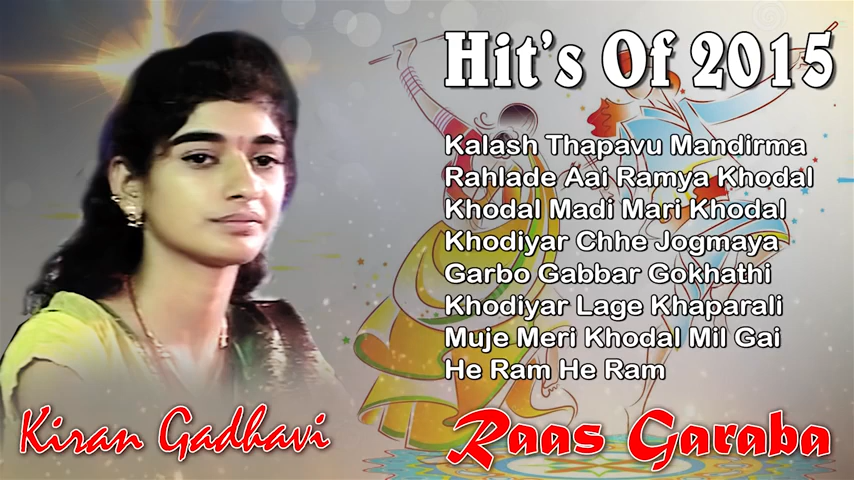 Hit's Of 2015
Kalash Thapavu Mandirma
Rahlade Aai Ramya Khodal
Khodal Madi Mari Khodal
Khodiyar Chhe Jogmaya
Garbo Gabbar Gokhathi
Khodiyar Lage Khaparali
Muje Meri Khodal Mil Gai
He Ram He Ram
Kiran Gadhavi
Raas Garaba